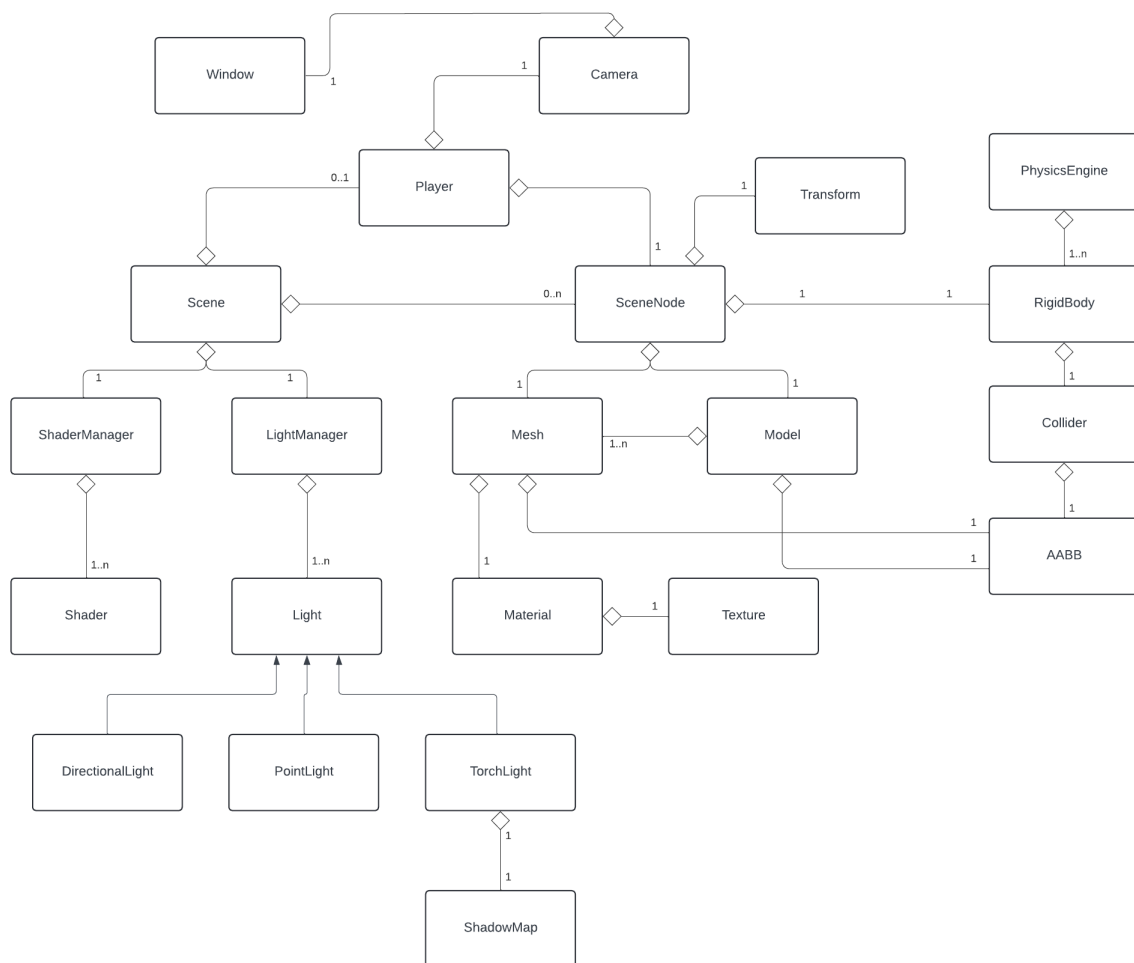 Window
Camera
1
1
Player
0..1
PhysicsEngine
Transform
1
1
1..n
Scene
0..n
SceneNode
1
1
RigidBody
1
1
1
1
1
ShaderManager
LightManager
Mesh
1..n
Model
Collider
1
1
AABB
1
1..n
1..n
1
Shader
Light
Material
1
Texture
DirectionalLight
PointLight
TorchLight
1
1
ShadowMap